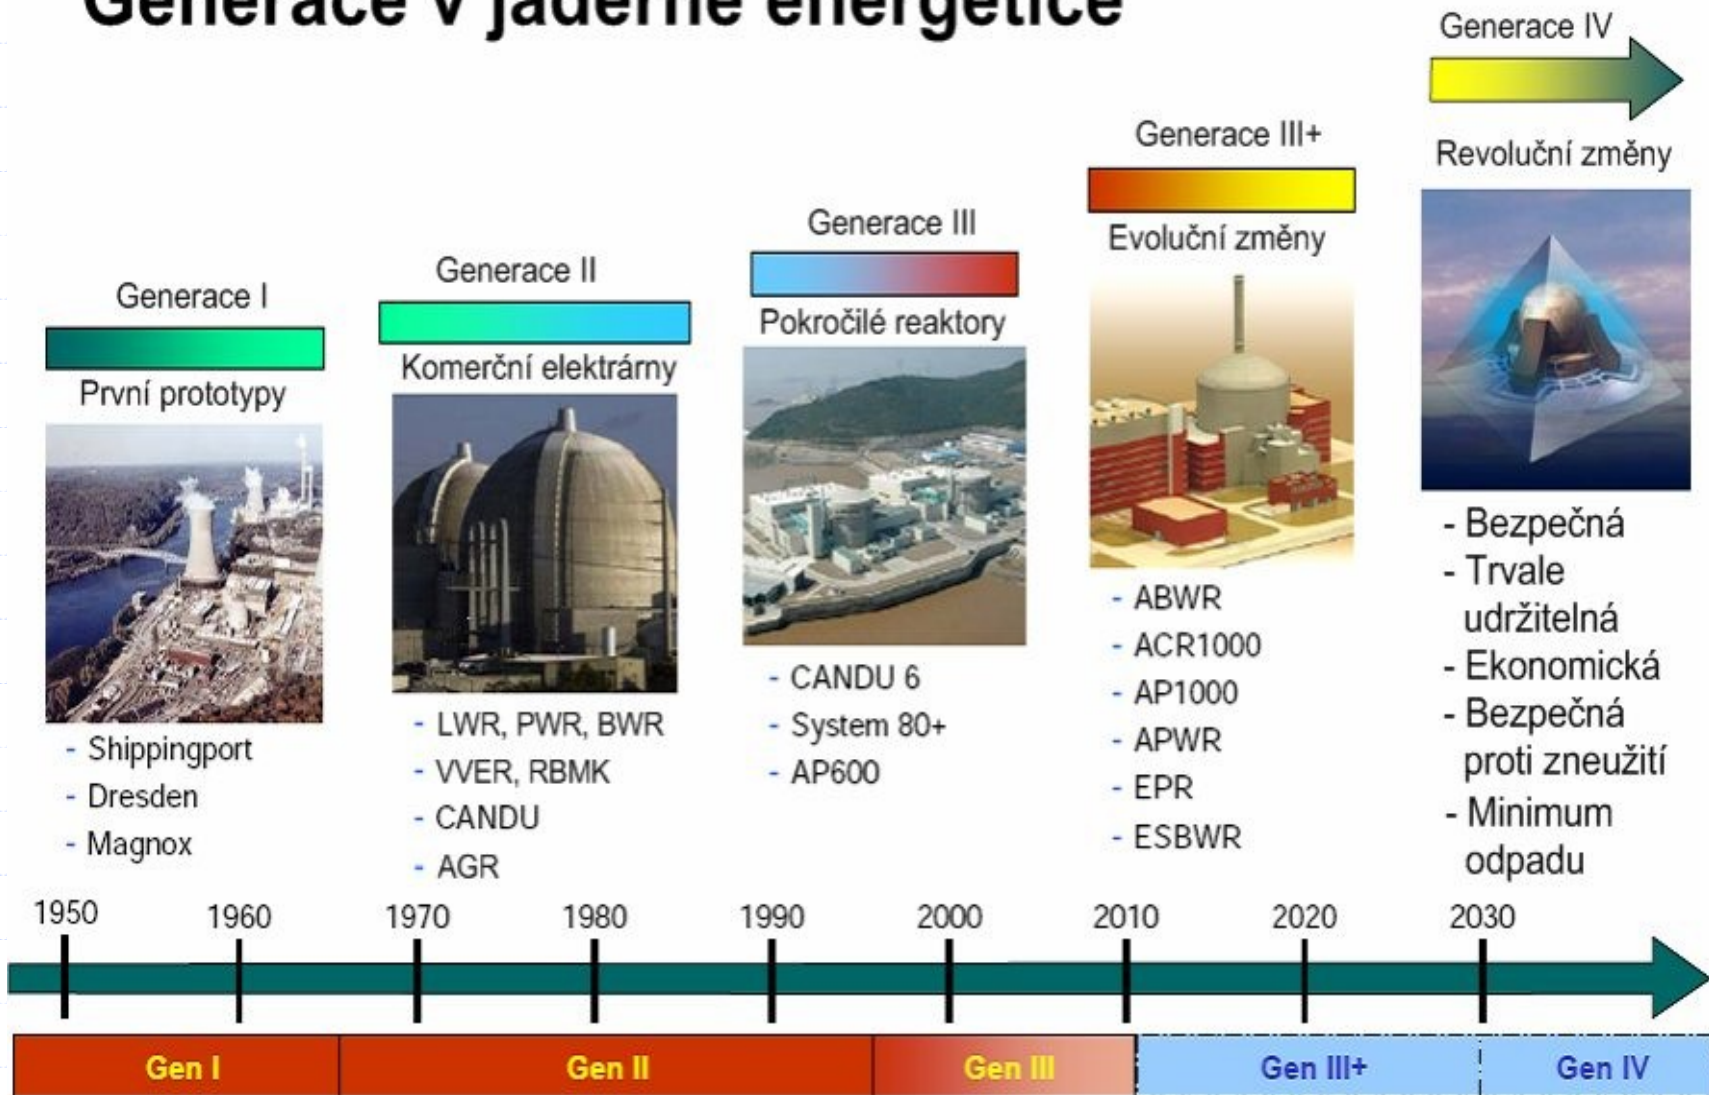 Generace v jaderné energetice
Generace I
První prototypy
- Shippingport
- Dresden
- Magnox
Generace II
Komerční elektrárny
- LWR, PWR, BWR
- VVER, RBMK
- CANDU
- AGR
Generace III
Pokročilé reaktory
- CANDU 6
- System 80+
- AP600
Generace III+
Evoluční změny
- ABWR
- ACR1000
- AP1000
- APWR
- EPR
- ESBWR
Generace IV
Revoluční změny
- Bezpečná
- Trvale
udržitelná
- Ekonomická
- Bezpečná
proti zneužití
- Minimum
odpadu
1950 1960 1970 1980 1990 2000 2010 2020 2030
Gen I Gen II Gen III Gen III+ Gen IV